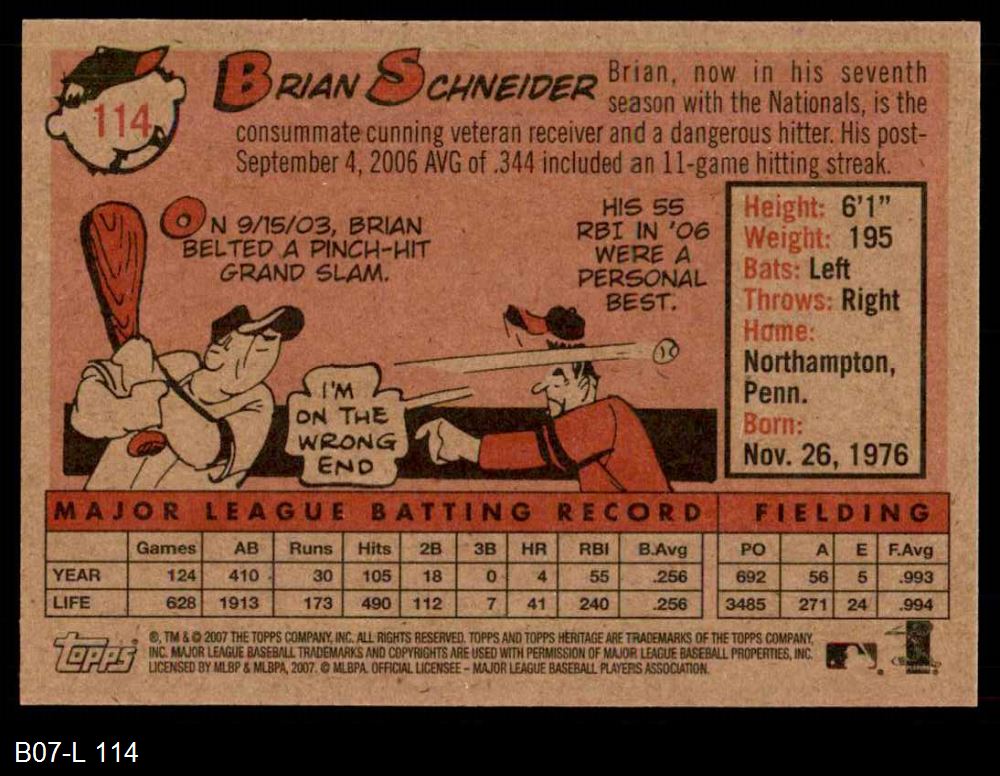 114
BRIAN SCHNEIDER
Brian, now in his seventh
season with the Nationals, is the
consummate cunning veteran receiver and a dangerous hitter. His post-
September 4, 2006 AVG of .344 included an 11-game hitting streak.
ON 9/15/03, BRIAN
BELTED A PINCH-HIT
GRAND SLAM.
HIS 55
RBI IN '06
WERE A
PERSONAL
BEST.
I'M
ON THE
WRONG
END
Height: 6'1"
Weight: 195
Bats: Left
Throws: Right
Home:
Northampton,
Penn.
Born:
Nov. 26, 1976
MAJOR LEAGUE BATTING RECORD FIELDING
Games AB Runs Hits 2B 3B HR RBI B.Avg PO A E F.Avg
YEAR 124 410 30 105 18 0 4 55 .256 692 56 5 .993
LIFE 628 1913 173 490 112 7 41 240 .256 3485 271 24 .994
Topps
®, TM & © 2007 THE TOPPS COMPANY, INC. ALL RIGHTS RESERVED. TOPPS AND TOPPS HERITAGE ARE TRADEMARKS OF THE TOPPS COMPANY,
INC. MAJOR LEAGUE BASEBALL TRADEMARKS AND COPYRIGHTS ARE USED WITH PERMISSION OF MAJOR LEAGUE BASEBALL PROPERTIES, INC.
LICENSED BY MLBP & MLBPA, 2007. © MLBPA. OFFICIAL LICENSEE – MAJOR LEAGUE BASEBALL PLAYERS ASSOCIATION.
B07-L 114